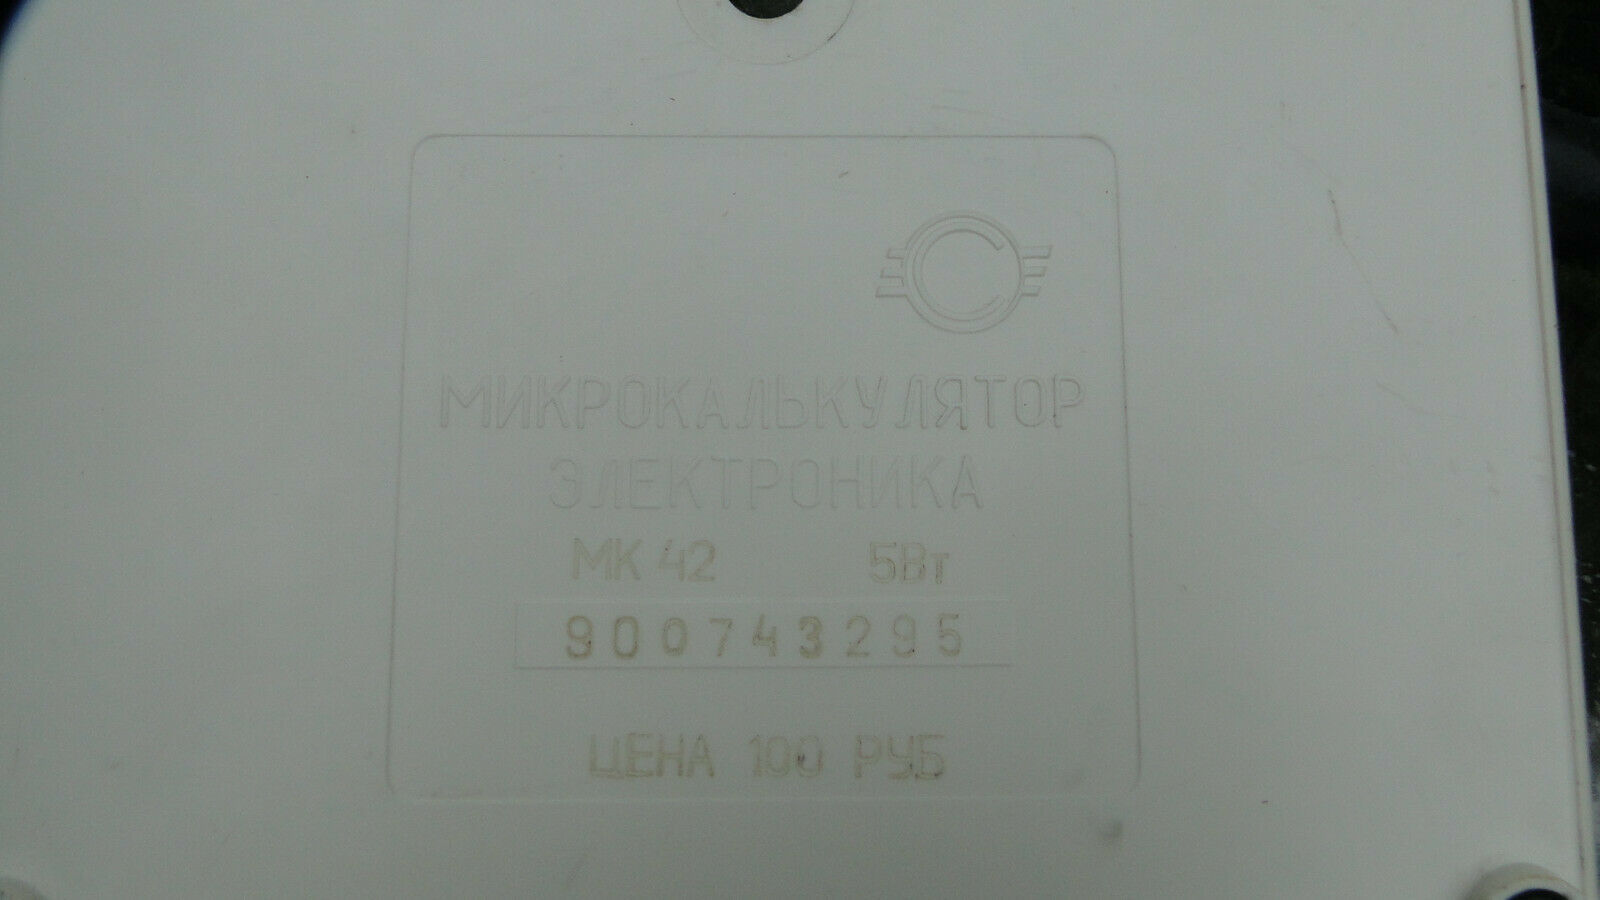 МИКРОКАЛЬКУЛЯТОР
ЭЛЕКТРОНИКА
МК 42 5Вт
900743295
ЦЕНА 100 РУБ